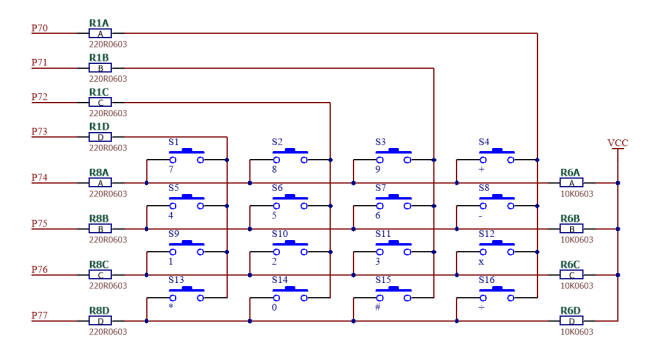 P70 R1A
A
220R0603
P71 R1B
B
220R0603
P72 R1C
C
220R0603
P73 R1D
D
220R0603
S1 S2 S3 S4
VCC
7 8 9 +
P74 R8A R6A
A A
220R0603 10K0603
S5 S6 S7 S8
4 5 6 -
P75 R8B R6B
B B
220R0603 10K0603
S9 S10 S11 S12
1 2 3 x
P76 R8C R6C
C C
220R0603 10K0603
S13 S14 S15 S16
* 0 # ÷
P77 R8D R6D
D D
220R0603 10K0603